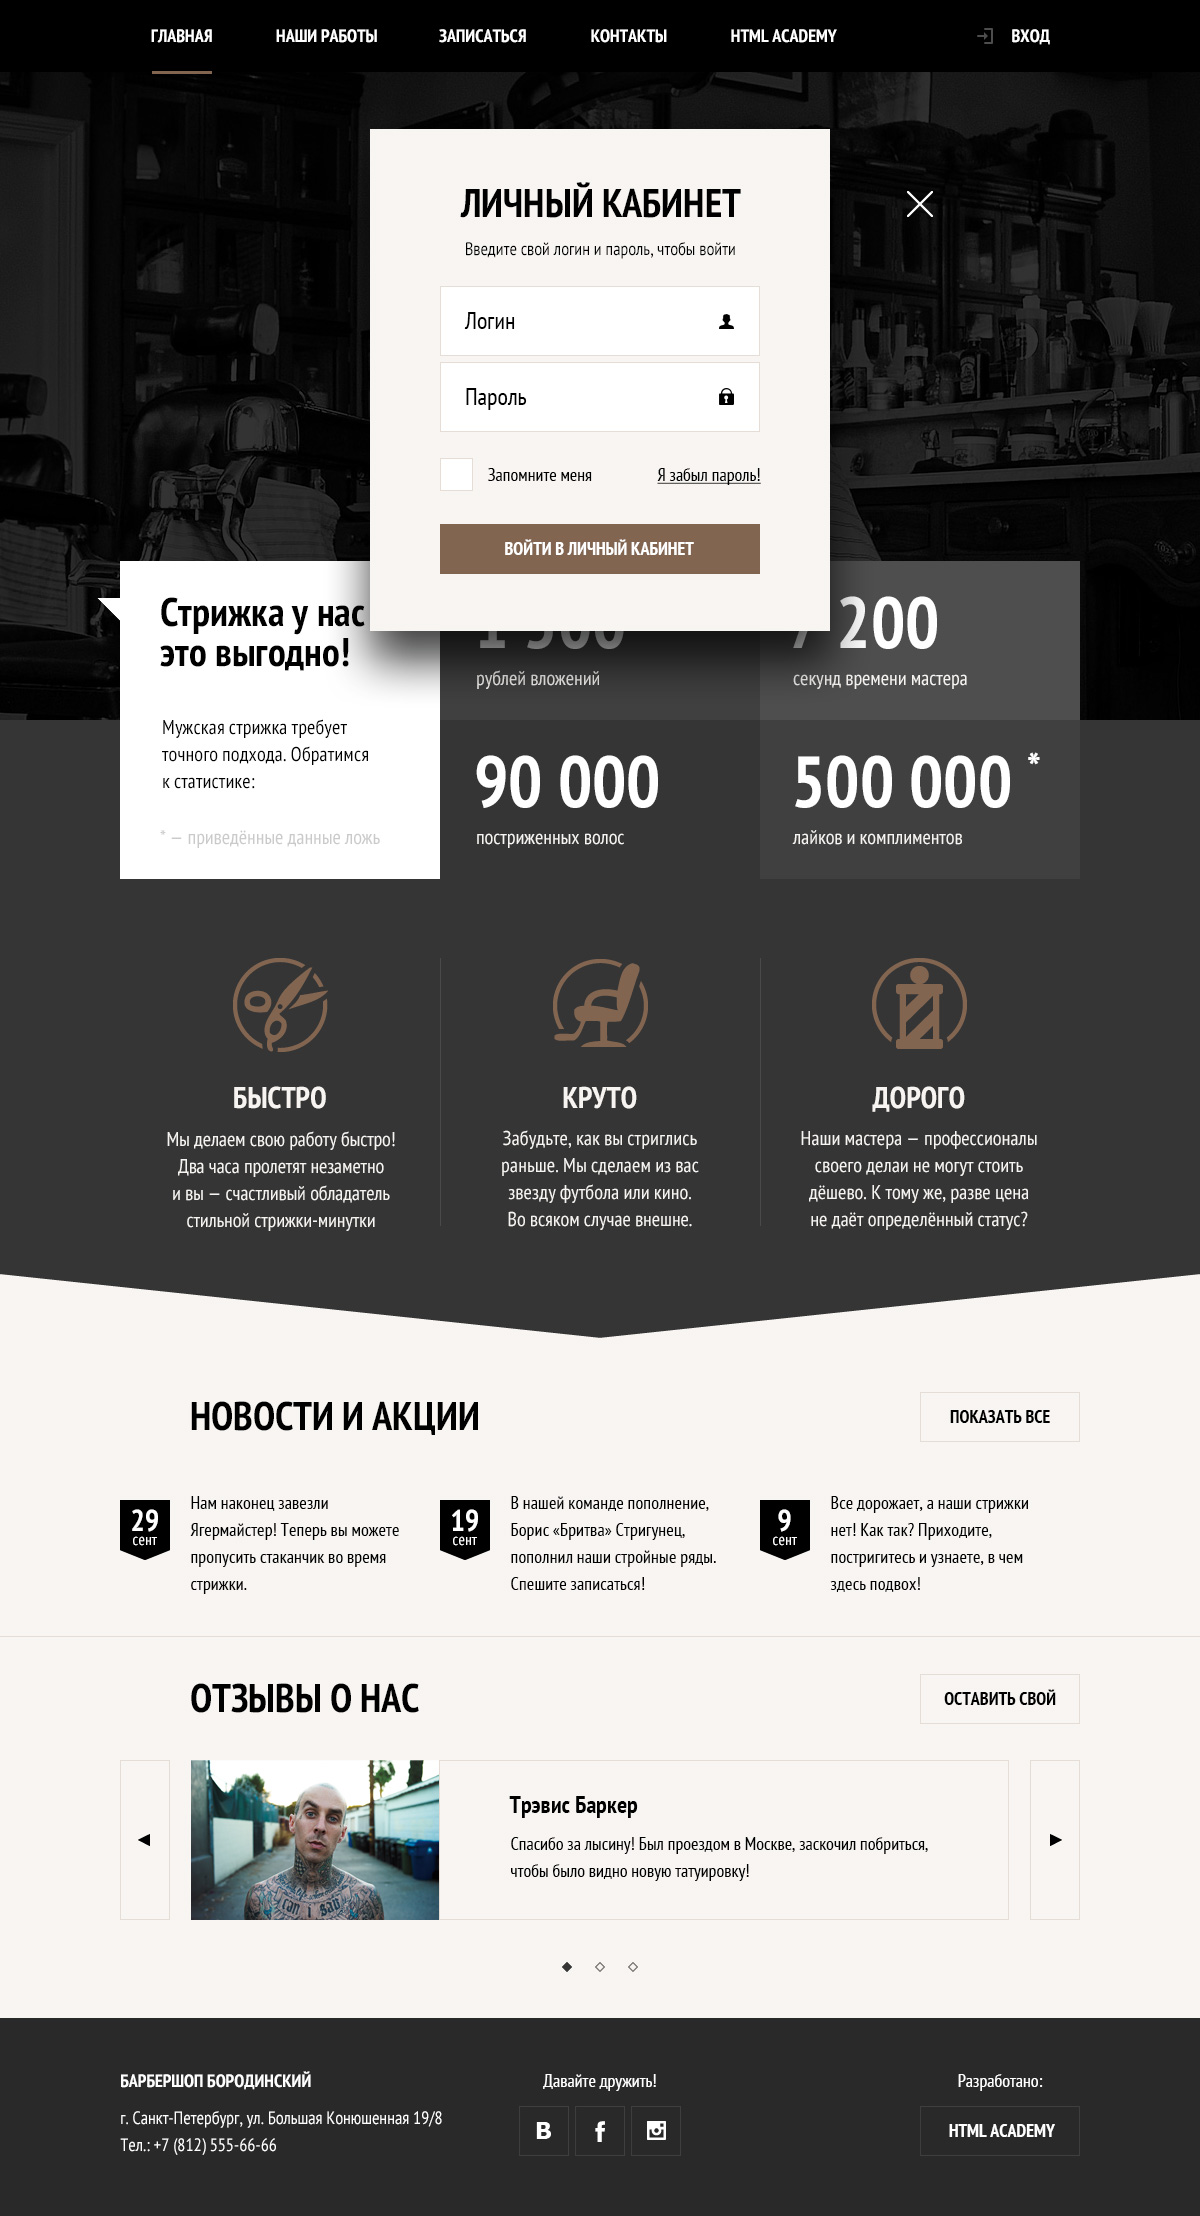 ГЛАВНАЯ
НАШИ РАБОТЫ
ЗАПИСАТЬСЯ
КОНТАКТЫ
HTML ACADEMY
ВХОД
ЛИЧНЫЙ КАБИНЕТ
Введите свой логин и пароль, чтобы войти
Логин
Пароль
Запомните меня
Я забыл пароль!
ВОЙТИ В ЛИЧНЫЙ КАБИНЕТ
Стрижка у нас
это выгодно!
Мужская стрижка требует
точного подхода. Обратимся
к статистике:
* — приведённые данные ложь
рублей вложений
200
секунд времени мастера
90 000
постриженных волос
500 000 *
лайков и комплиментов
БЫСТРО
Мы делаем свою работу быстро!
Два часа пролетят незаметно
и вы — счастливый обладатель
стильной стрижки-минутки
КРУТО
Забудьте, как вы стриглись
раньше. Мы сделаем из вас
звезду футбола или кино.
Во всяком случае внешне.
ДОРОГО
Наши мастера — профессионалы
своего делаи не могут стоить
дёшево. К тому же, разве цена
не даёт определённый статус?
НОВОСТИ И АКЦИИ
ПОКАЗАТЬ ВСЕ
29
сент
Нам наконец завезли
Ягермайстер! Теперь вы можете
пропусить стаканчик во время
стрижки.
19
сент
В нашей команде пополнение,
Борис «Бритва» Стригунец,
пополнил наши стройные ряды.
Спешите записаться!
9
сент
Все дорожает, а наши стрижки
нет! Как так? Приходите,
постригитесь и узнаете, в чем
здесь подвох!
ОТЗЫВЫ О НАС
ОСТАВИТЬ СВОЙ
can i say
Трэвис Баркер
Спасибо за лысину! Был проездом в Москве, заскочил побриться,
чтобы было видно новую татуировку!
БАРБЕРШОП БОРОДИНСКИЙ
г. Санкт-Петербург, ул. Большая Конюшенная 19/8
Тел.: +7 (812) 555-66-66
Давайте дружить!
B
f
Разработано:
HTML ACADEMY